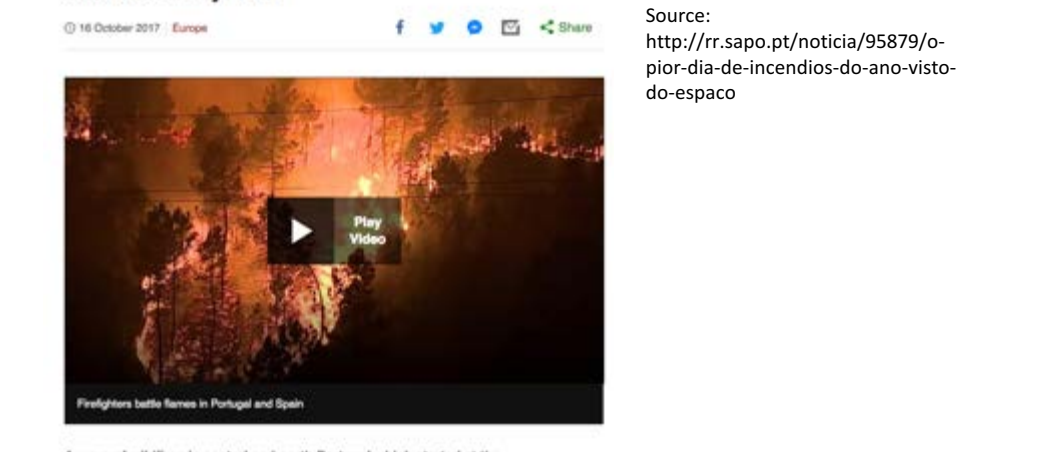 16 October 2017 Europe
Share
Play
Video
Firefighters battle flames in Portugal and Spain
Source:
http://rr.sapo.pt/noticia/95879/o-
pior-dia-de-incendios-do-ano-visto-
do-espaco